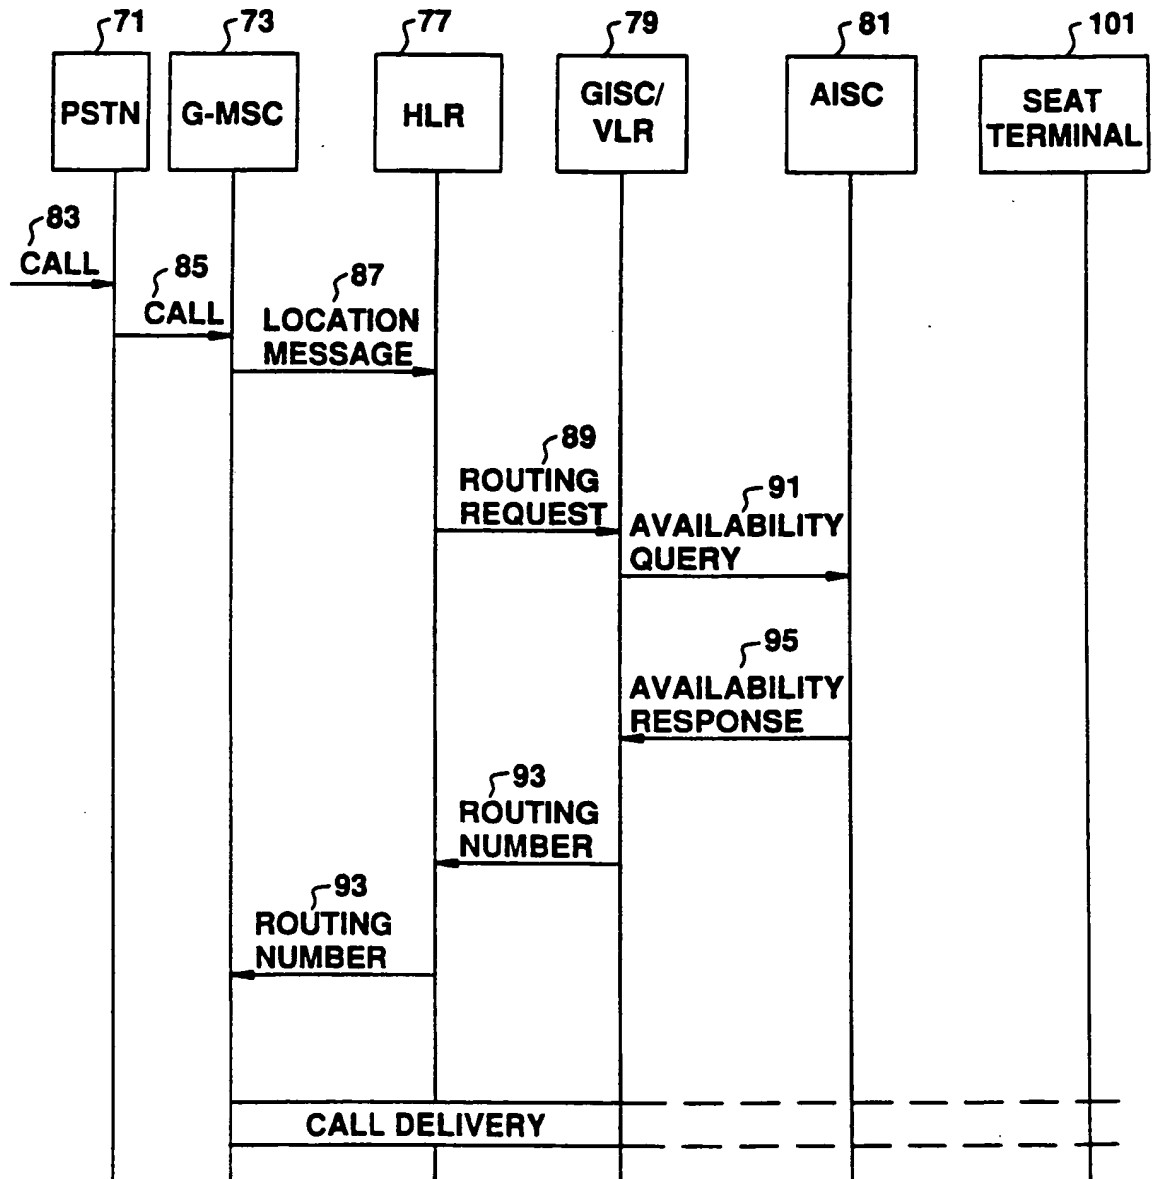 71
73
77
79
81
101
PSTN
G-MSC
HLR
GISC/
VLR
AISC
SEAT
TERMINAL
83
CALL
85
CALL
87
LOCATION
MESSAGE
89
ROUTING
REQUEST
91
AVAILABILITY
QUERY
95
AVAILABILITY
RESPONSE
93
ROUTING
NUMBER
93
ROUTING
NUMBER
CALL DELIVERY